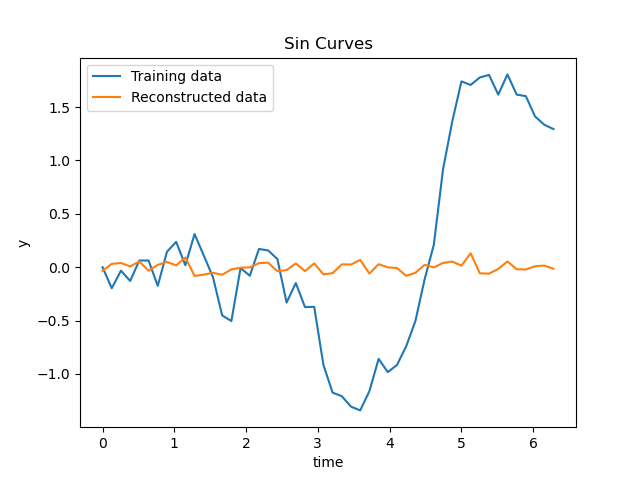 Sin Curves
Training data
Reconstructed data
1.5
1.0
0.5
0.0
−0.5
−1.0
y
0 1 2 3 4 5 6
time